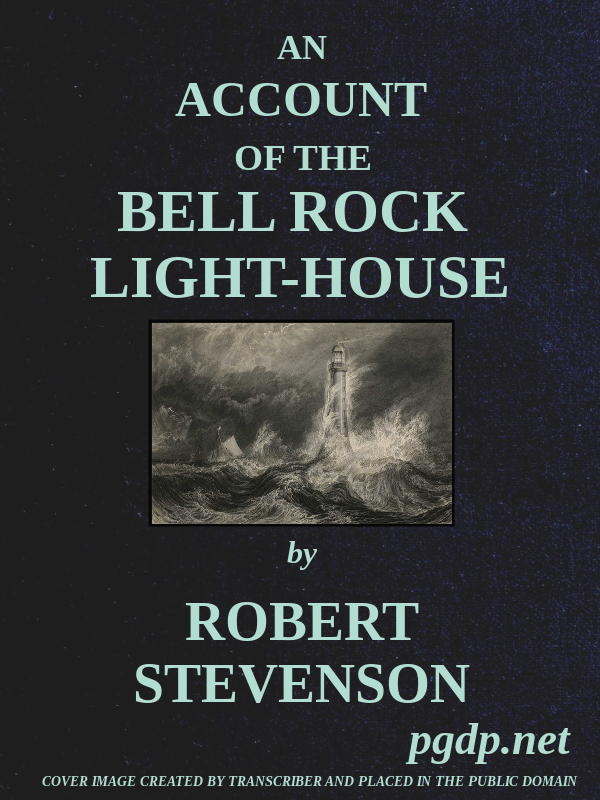 AN
ACCOUNT
OF THE
BELL ROCK
LIGHT-HOUSE
by
ROBERT
STEVENSON
pgdp.net
COVER IMAGE CREATED BY TRANSCRIBER AND PLACED IN THE PUBLIC DOMAIN